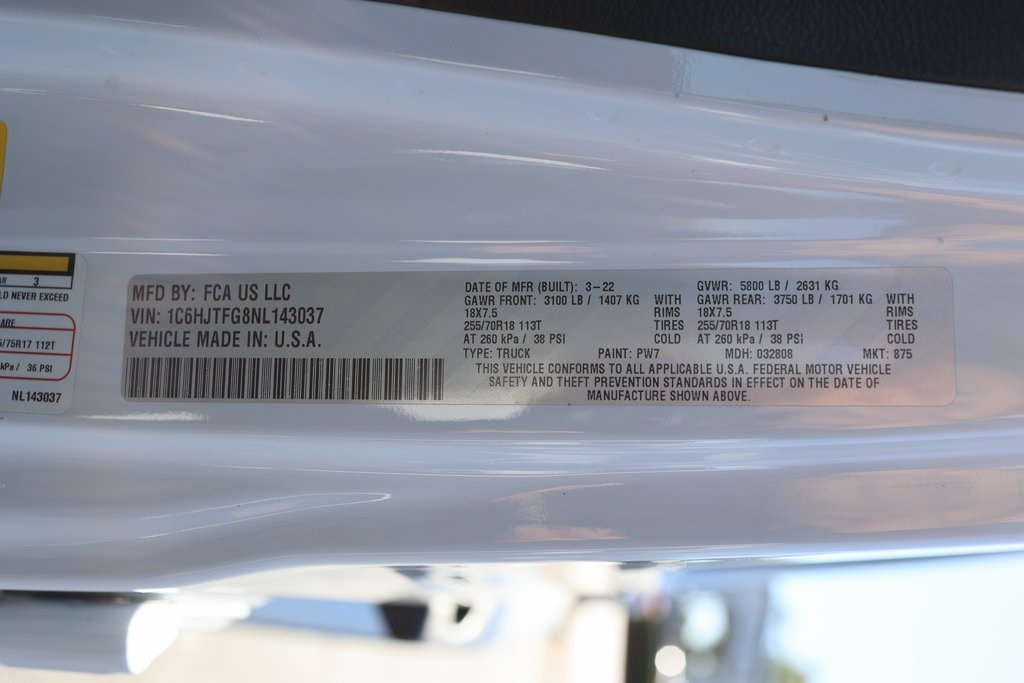 AR 3
LD NEVER EXCEED
ARE
5/75R17 112T
kPa / 36 PSI
NL143037
MFD BY: FCA US LLC
VIN: 1C6HJTFG8NL143037
VEHICLE MADE IN: U.S.A.
DATE OF MFR (BUILT): 3-22 GVWR: 5800 LB / 2631 KG
GAWR FRONT: 3100 LB / 1407 KG WITH GAWR REAR: 3750 LB / 1701 KG WITH
18X7.5 RIMS 18X7.5 RIMS
255/70R18 113T TIRES 255/70R18 113T TIRES
AT 260 kPa / 38 PSI COLD AT 260 kPa / 38 PSI COLD
TYPE: TRUCK PAINT: PW7 MDH: 032808 MKT: 875
THIS VEHICLE CONFORMS TO ALL APPLICABLE U.S.A. FEDERAL MOTOR VEHICLE
SAFETY AND THEFT PREVENTION STANDARDS IN EFFECT ON THE DATE OF
MANUFACTURE SHOWN ABOVE.